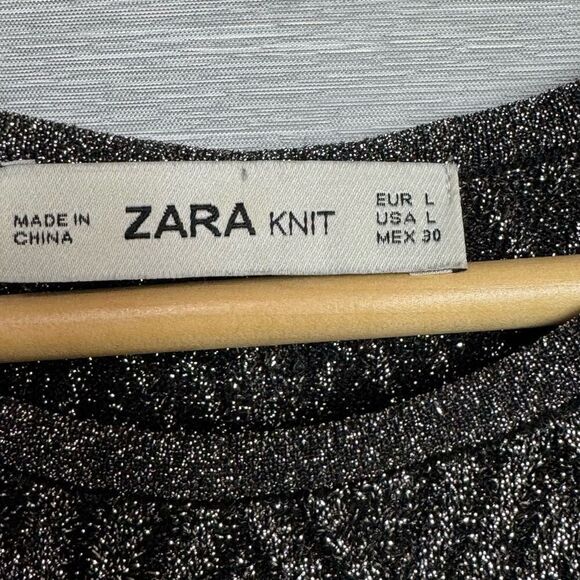 MADE IN
CHINA
ZARA KNIT
EUR L
USA L
MEX 30